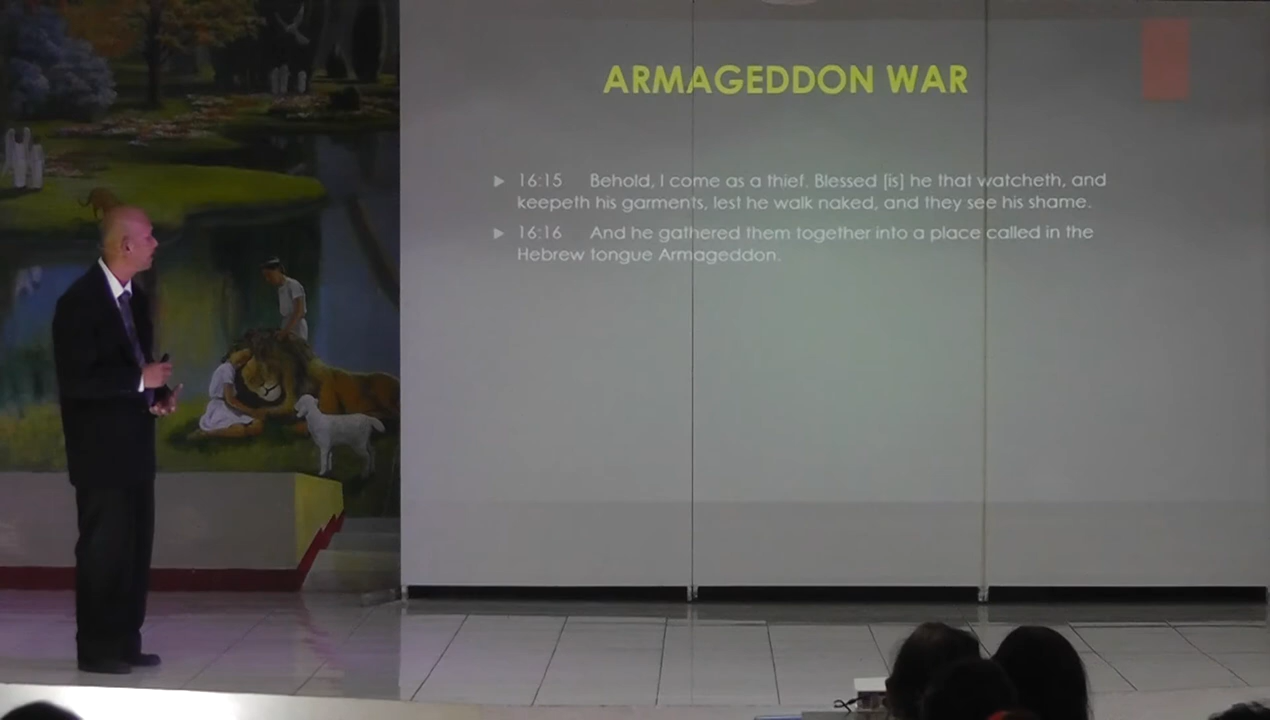 ARMAGEDDON WAR
16:15 Behold, I come as a thief. Blessed [is] he that watcheth, and
keepeth his garments, lest he walk naked, and they see his shame.
16:16 And he gathered them together into a place called in the
Hebrew tongue Armageddon.